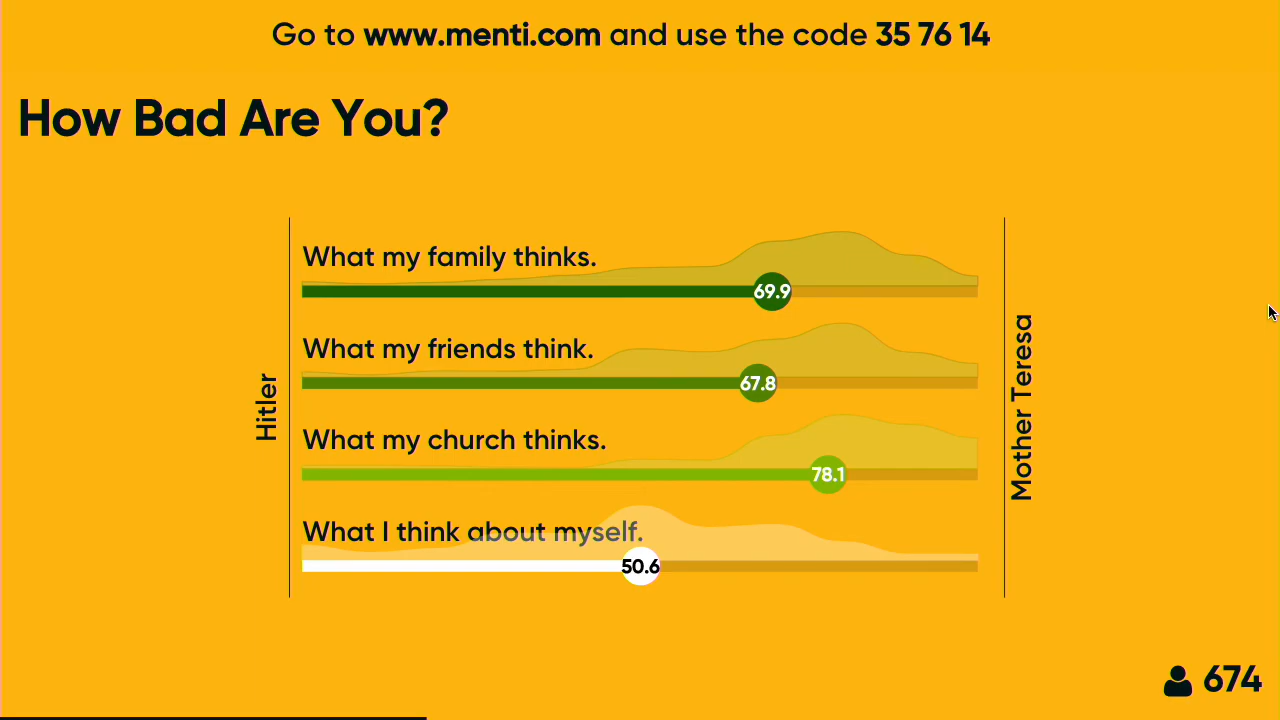 Go to www.menti.com and use the code 35 76 14
How Bad Are You?
What my family thinks.
69.9
What my friends think.
67.8
What my church thinks.
78.1
What I think about myself.
50.6
Hitler
Mother Teresa
674